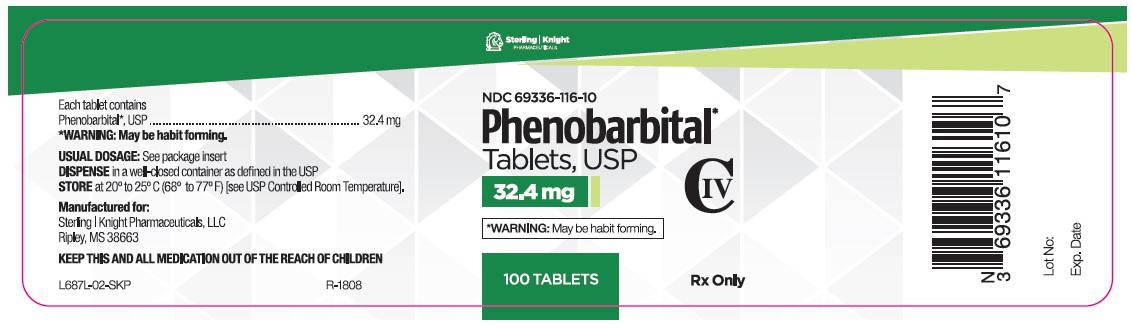 Sterling | Knight
PHARMACEUTICALS
Each tablet contains
Phenobarbital*, USP ........................................................ 32.4 mg
*WARNING: May be habit forming.
USUAL DOSAGE: See package insert
DISPENSE in a well-closed container as defined in the USP
STORE at 20º to 25º C (68º to 77º F) [see USP Controlled Room Temperature].
Manufactured for:
Sterling | Knight Pharmaceuticals, LLC
Ripley, MS 38663
KEEP THIS AND ALL MEDICATION OUT OF THE REACH OF CHILDREN
L687L-02-SKP R-1808
NDC 69336-116-10
Phenobarbital*
Tablets, USP
CIV
32.4 mg
*WARNING: May be habit forming.
100 TABLETS
Rx Only
N
3 69336 11610 7
Lot No:
Exp. Date